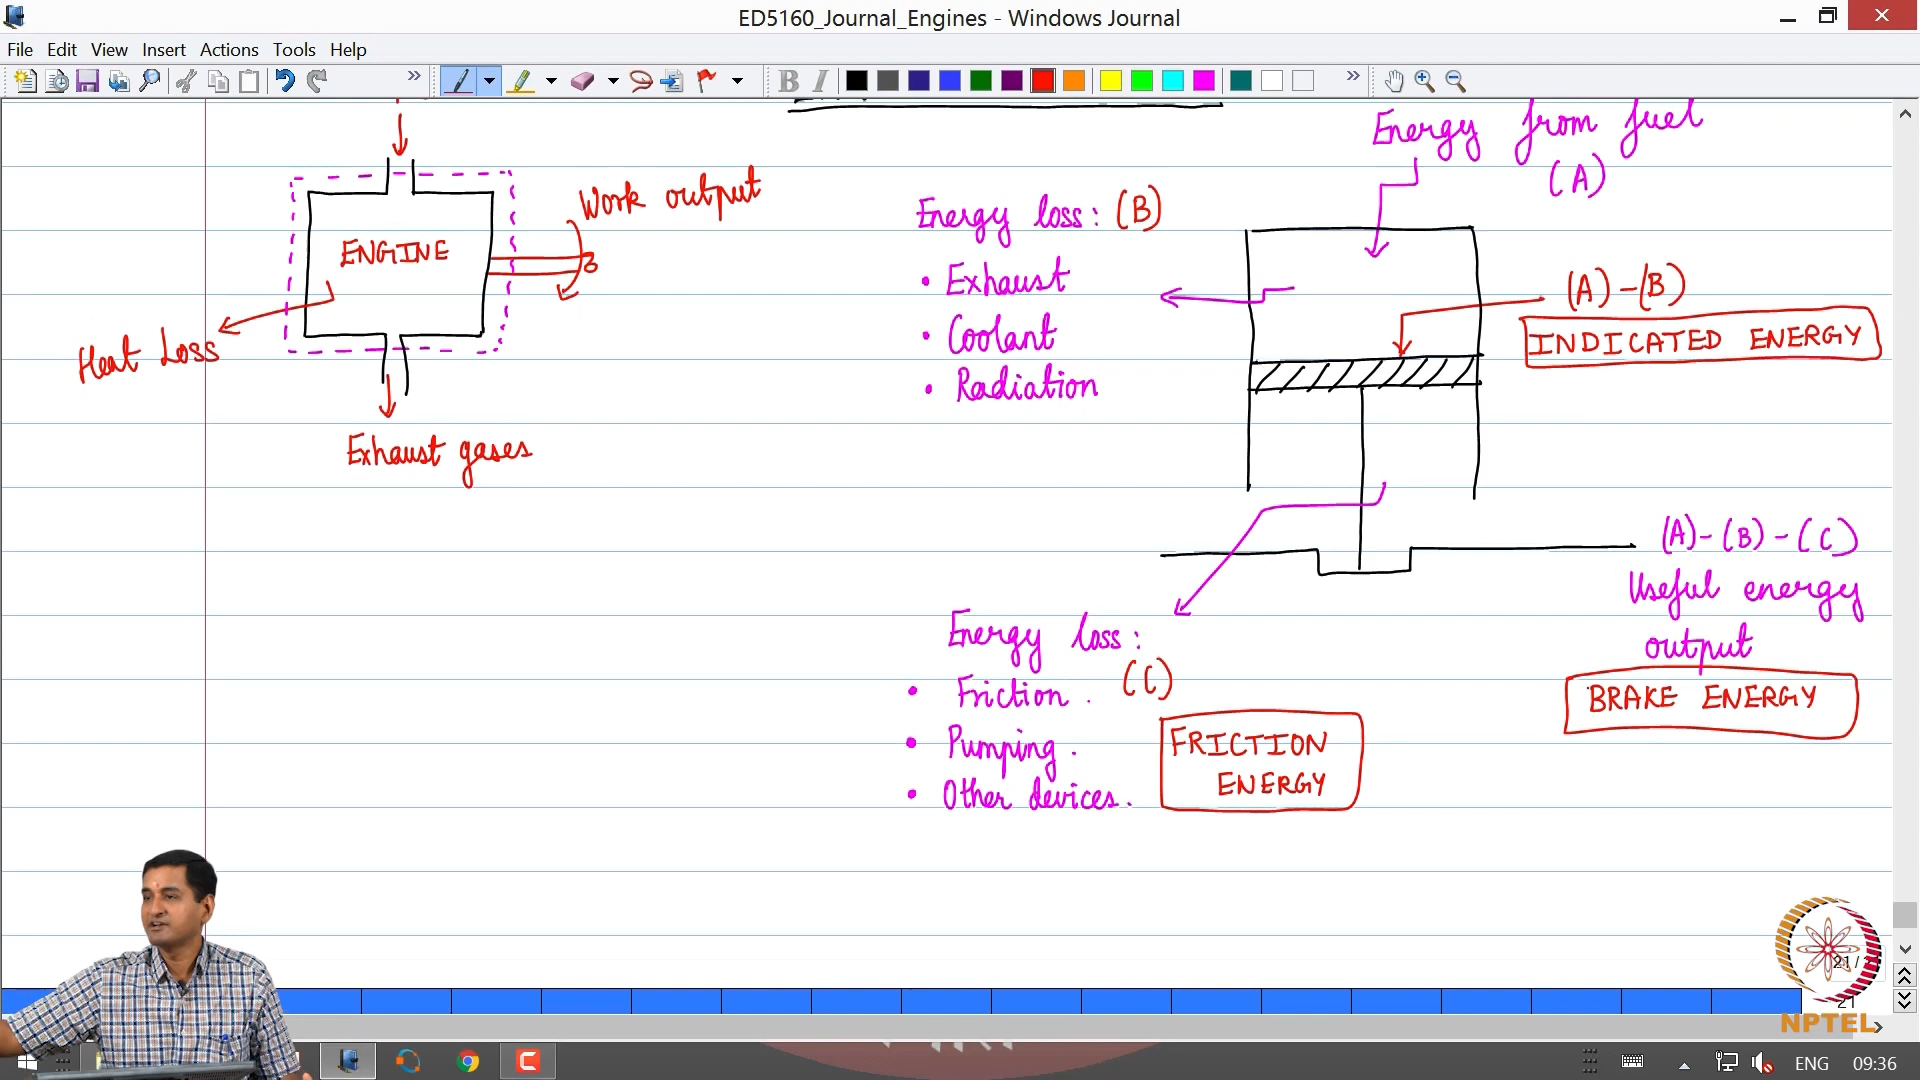 ED5160_Journal_Engines - Windows Journal
File Edit View Insert Actions Tools Help
B I
Energy from fuel
(A)
Work output
Energy loss: (B)
ENGINE
• Exhaust
(A) - (B)
• Coolant
INDICATED ENERGY
Heat Loss
• Radiation
Exhaust gases
(A) - (B) - (C)
Useful energy
output
Energy loss:
(C)
• Friction.
BRAKE ENERGY
• Pumping.
FRICTION
ENERGY
• Other devices.
21
NPTEL
ENG 09:36